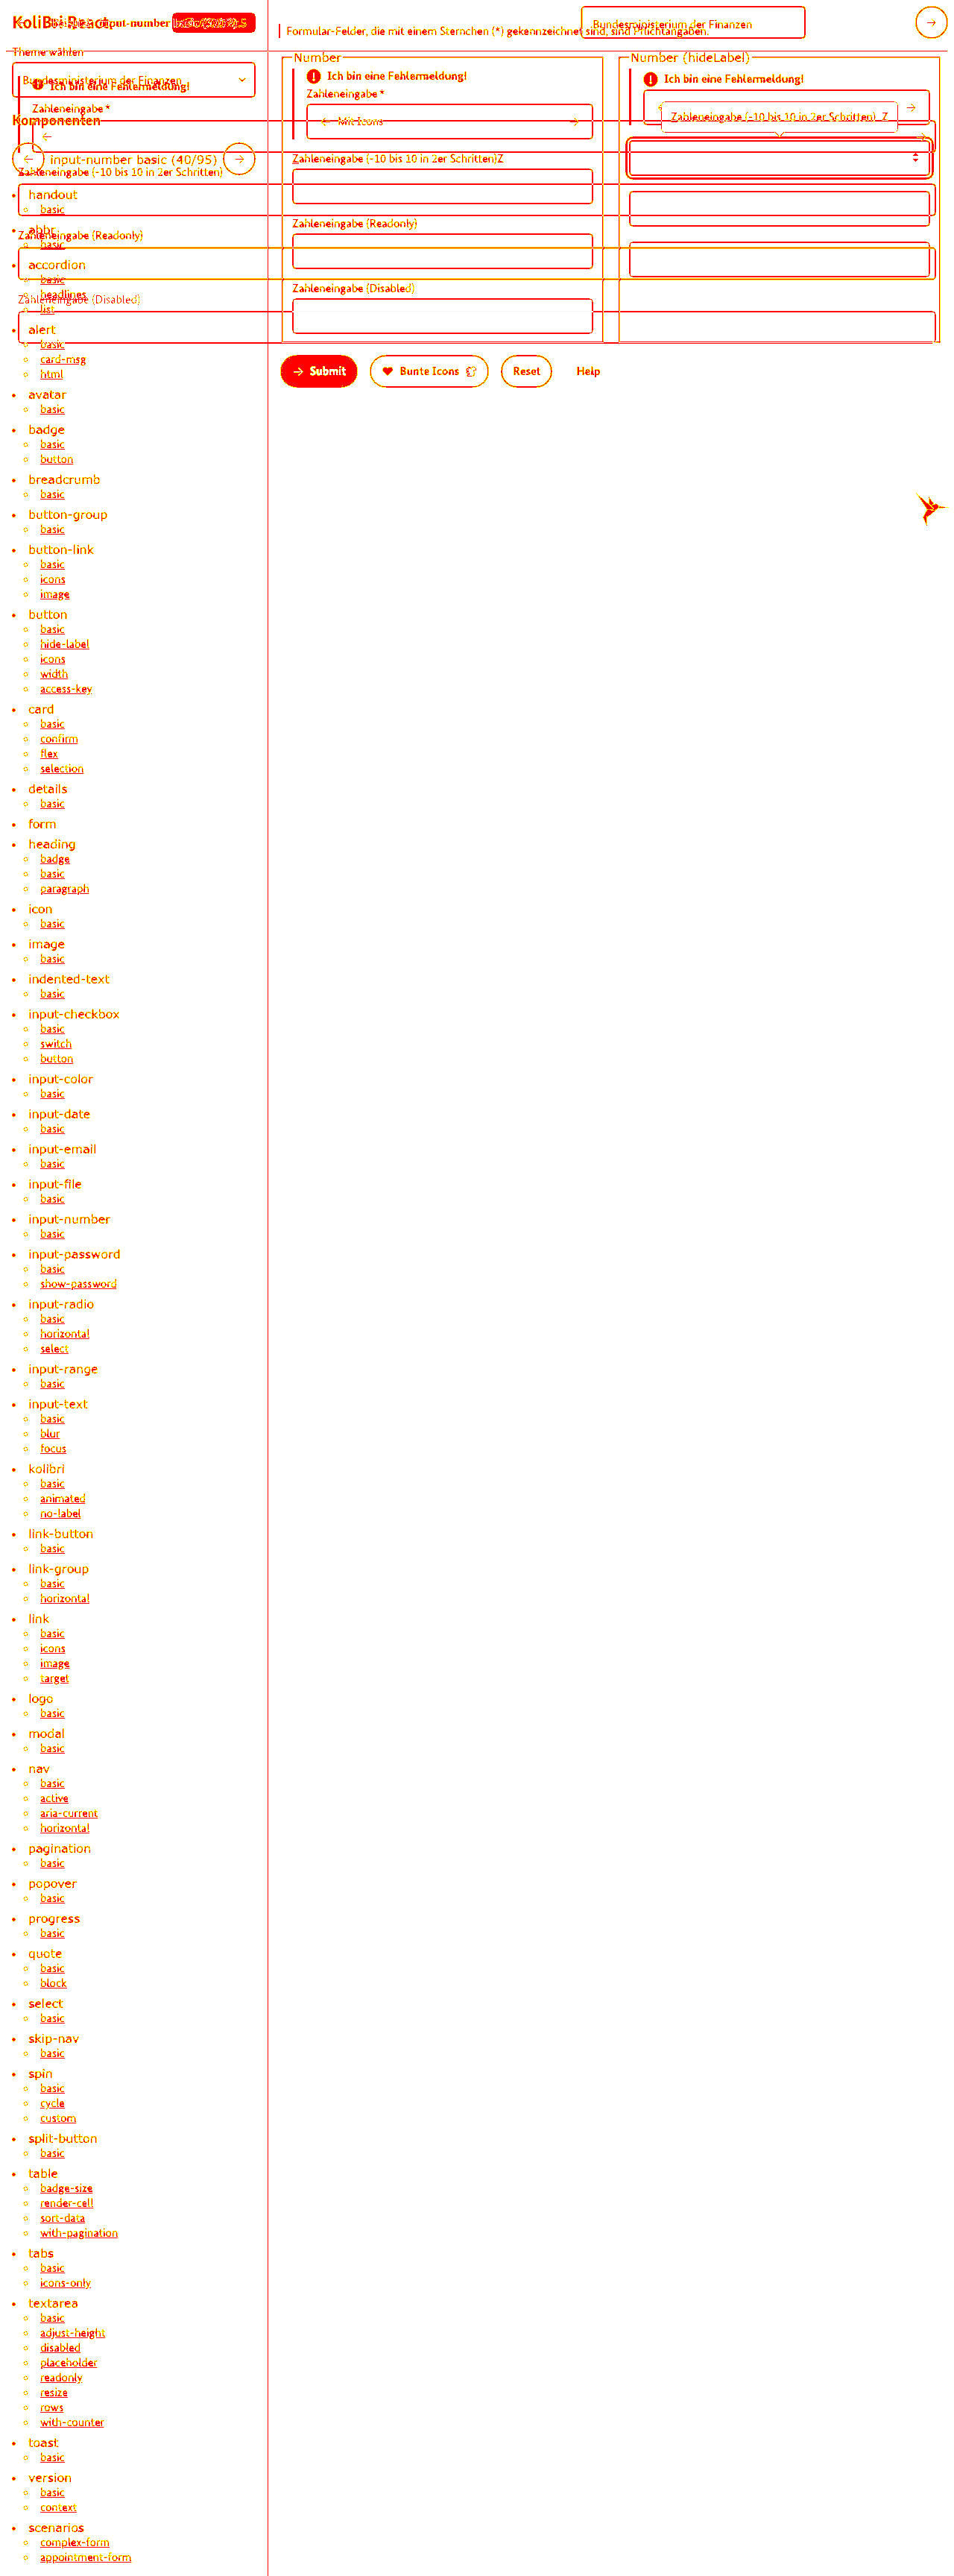 KoliBri React
Formular-Felder, die mit einem Sternchen (*) gekennzeichnet sind, sind Pflichtangaben.
Bundesministerium der Finanzen
Theme wählen
Bundesministerium der Finanzen
Ich bin eine Fehlermeldung!
Zahleneingabe *
Komponenten
input-number basic (40/95)
Zahleneingabe (-10 bis 10 in 2er Schritten)
Zahleneingabe (Readonly)
Zahleneingabe (Disabled)
handout
basic
abbr
basic
accordion
basic
headlines
list
alert
basic
card-msg
html
avatar
basic
badge
basic
button
breadcrumb
basic
button-group
basic
button-link
basic
icons
image
button
basic
hide-label
icons
width
access-key
card
basic
confirm
flex
selection
details
basic
form
heading
badge
basic
paragraph
icon
basic
image
basic
indented-text
basic
input-checkbox
basic
switch
button
input-color
basic
input-date
basic
input-email
basic
input-file
basic
input-number
basic
input-password
basic
show-password
input-radio
basic
horizontal
select
input-range
basic
input-text
basic
blur
focus
kolibri
basic
animated
no-label
link-button
basic
link-group
basic
horizontal
link
basic
icons
image
target
logo
basic
modal
basic
nav
basic
active
aria-current
horizontal
pagination
basic
popover
basic
progress
basic
quote
basic
block
select
basic
skip-nav
basic
spin
basic
cycle
custom
split-button
basic
table
badge-size
render-cell
sort-data
with-pagination
tabs
basic
icons-only
textarea
basic
adjust-height
disabled
placeholder
readonly
resize
rows
with-counter
toast
basic
version
basic
context
scenarios
complex-form
appointment-form
Number
Ich bin eine Fehlermeldung!
Zahleneingabe *
Mit Icons
Zahleneingabe (-10 bis 10 in 2er Schritten)Z
Zahleneingabe (Readonly)
Zahleneingabe (Disabled)
Number (hideLabel)
Ich bin eine Fehlermeldung!
Zahleneingabe (-10 bis 10 in 2er Schritten) Z
Submit
Bunte Icons
Reset
Help